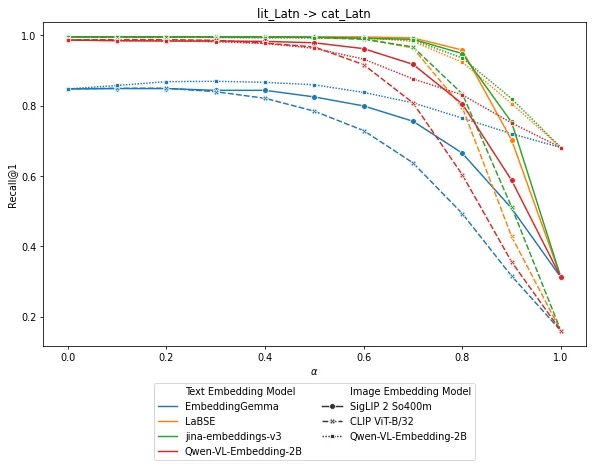 lit_Latn -> cat_Latn
Recall@1
1.0
0.8
0.6
0.4
0.2
0.0 0.2 0.4 0.6 0.8 1.0
α
Text Embedding Model Image Embedding Model
EmbeddingGemma SigLIP 2 So400m
LaBSE CLIP ViT-B/32
jina-embeddings-v3 Qwen-VL-Embedding-2B
Qwen-VL-Embedding-2B